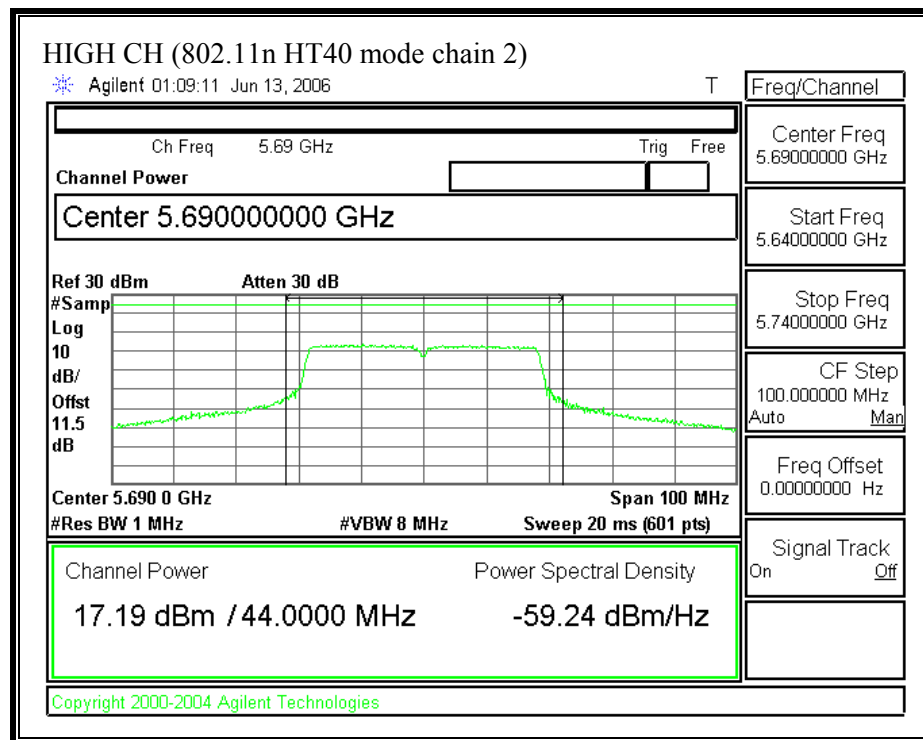 HIGH CH (802.11n HT40 mode chain 2)
Agilent 01:09:11 Jun 13, 2006 T
Freq/Channel
Ch Freq 5.69 GHz Trig Free
Channel Power
Center 5.690000000 GHz
Ref 30 dBm Atten 30 dB
#Samp
Log
10
dB/
Offst
11.5
dB
Center 5.690 0 GHz Span 100 MHz
#Res BW 1 MHz #VBW 8 MHz Sweep 20 ms (601 pts)
Channel Power Power Spectral Density
17.19 dBm / 44.0000 MHz -59.24 dBm/Hz
Center Freq
5.69000000 GHz
Start Freq
5.64000000 GHz
Stop Freq
5.74000000 GHz
CF Step
100.000000 MHz
Auto Man
Freq Offset
0.00000000 Hz
Signal Track
On Off
Copyright 2000-2004 Agilent Technologies